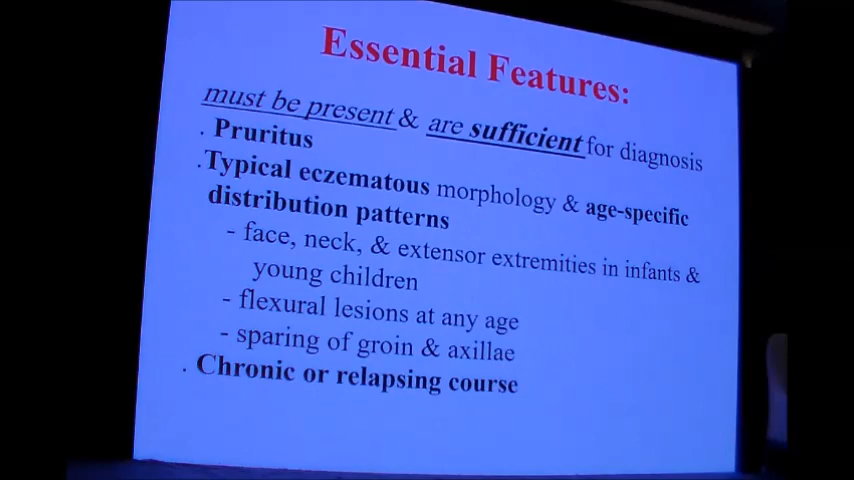 Essential Features:
must be present & are sufficient for diagnosis
. Pruritus
. Typical eczematous morphology & age-specific
distribution patterns
- face, neck, & extensor extremities in infants &
young children
- flexural lesions at any age
- sparing of groin & axillae
. Chronic or relapsing course